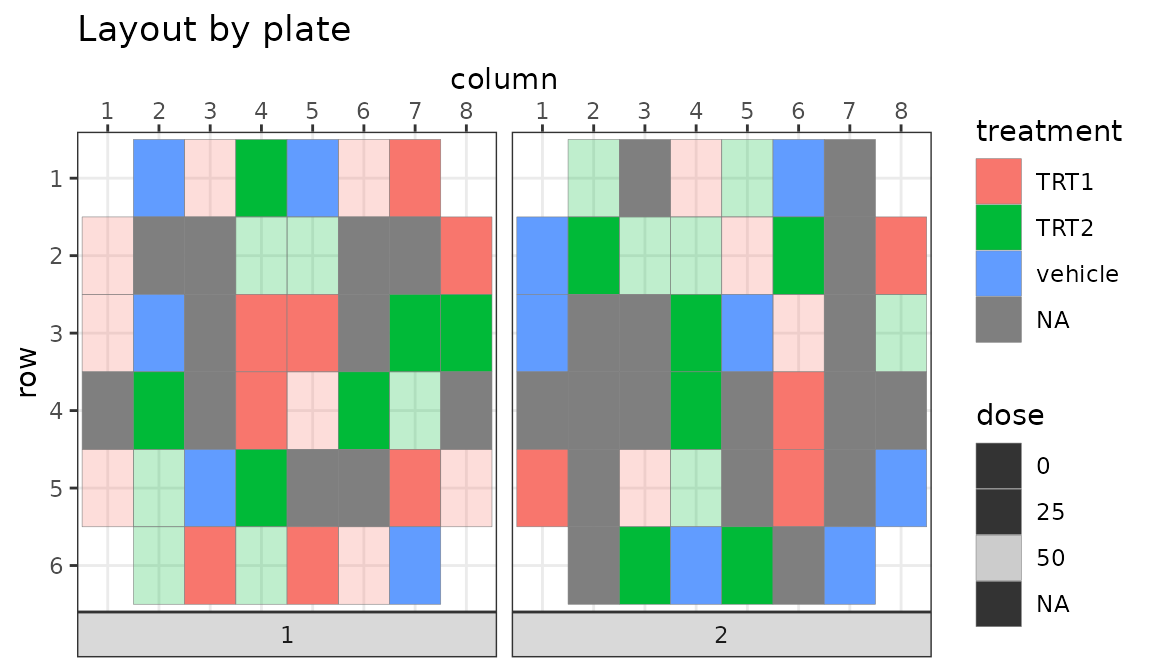 Layout by plate
column
1 2 3 4 5 6 7 8
1 2 3 4 5 6 7 8
row
1
2
3
4
5
6
1
2
treatment
TRT1
TRT2
vehicle
NA
dose
0
25
50
NA